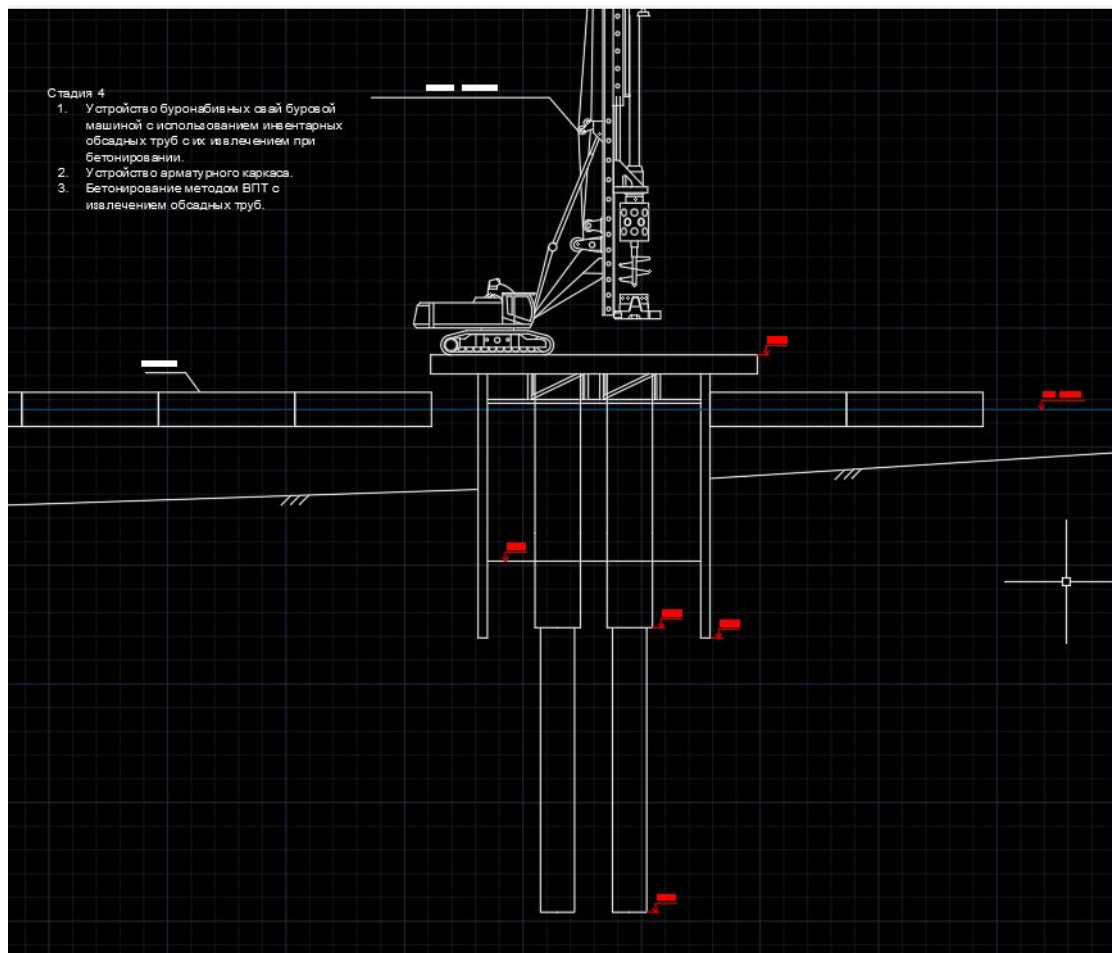 Стадия 4
1. Устройство буронабивных свай буровой
машиной с использованием инвентарных
обсадных труб с их извлечением при
бетонировании.
2. Устройство арматурного каркаса.
3. Бетонирование методом ВПТ с
извлечением обсадных труб.